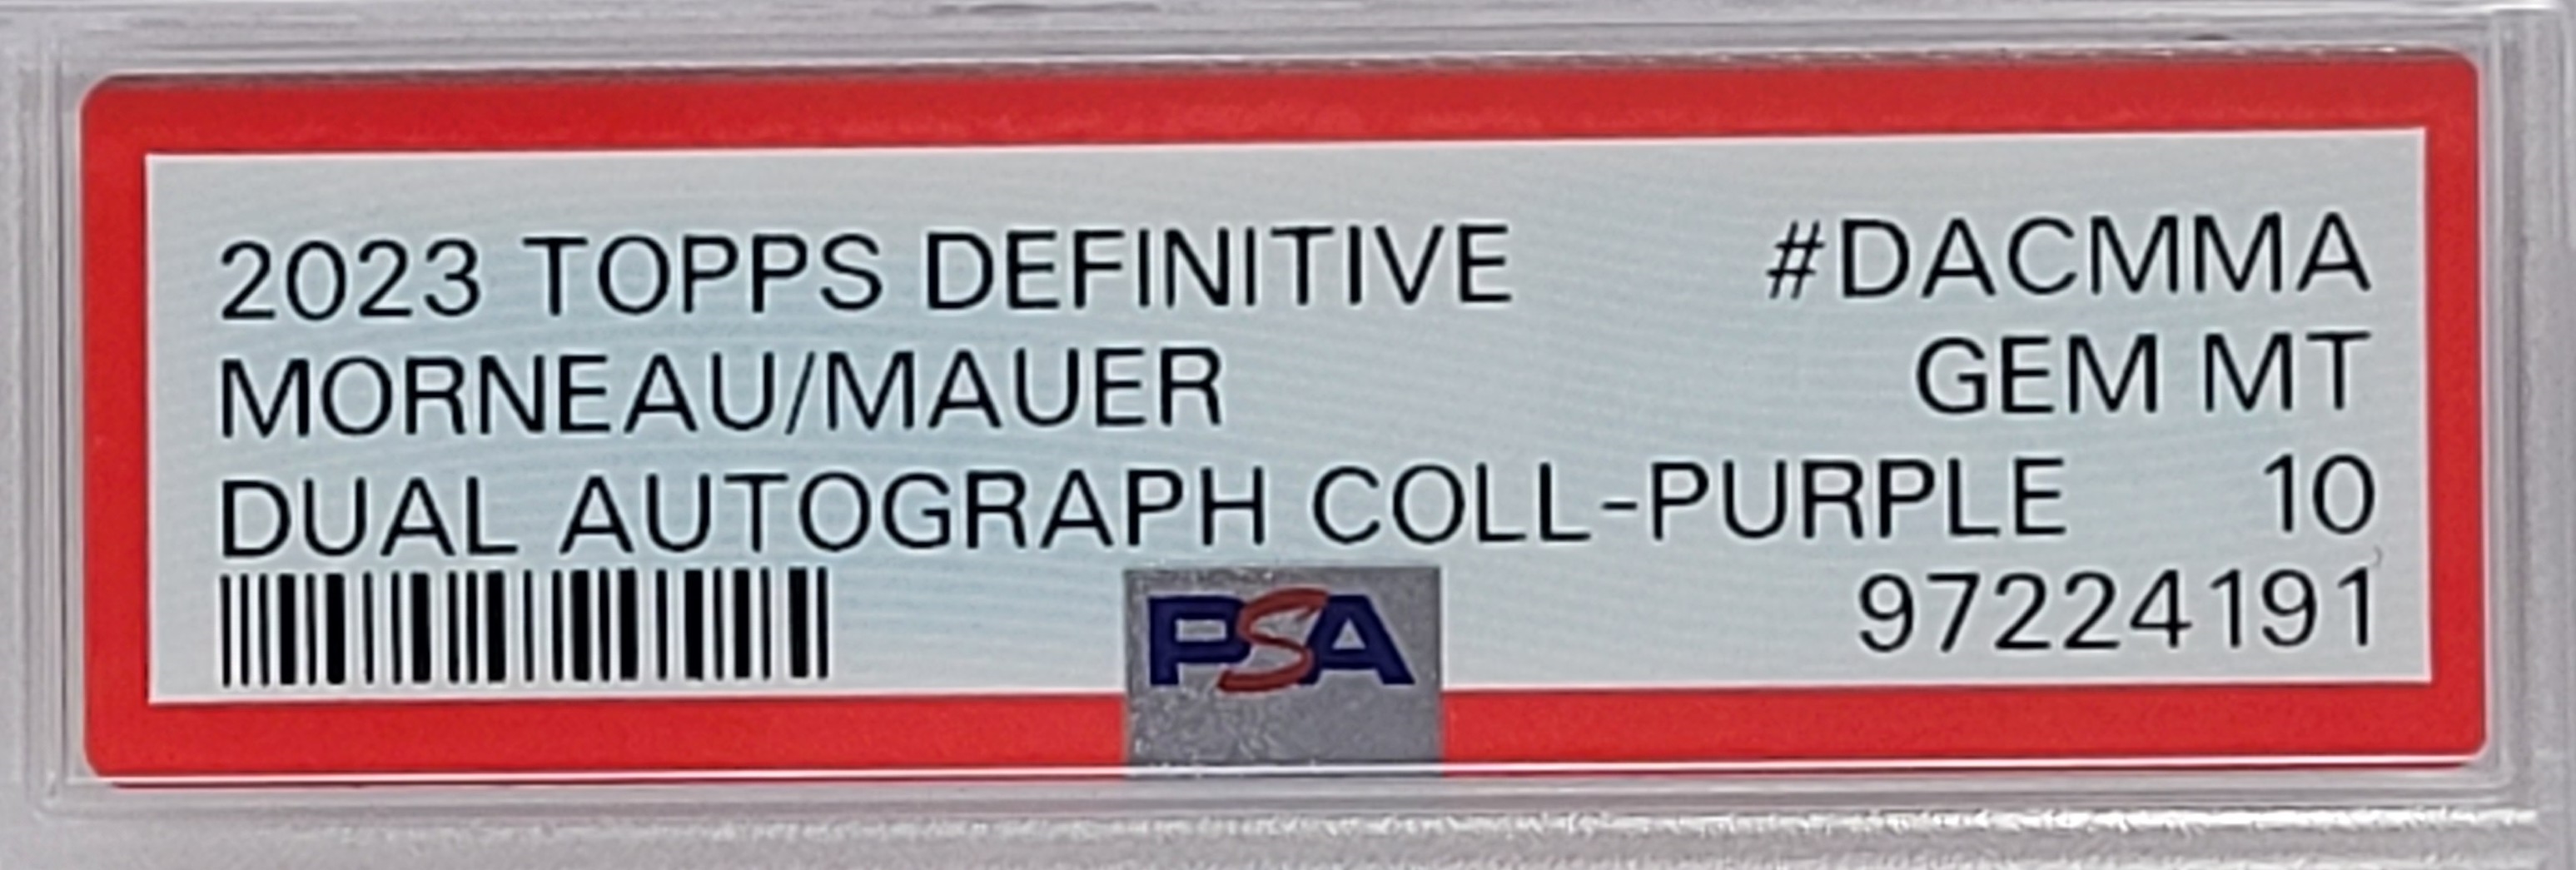 2023 TOPPS DEFINITIVE #DACMMA
MORNEAU/MAUER GEM MT
DUAL AUTOGRAPH COLL-PURPLE 10
PSA 97224191